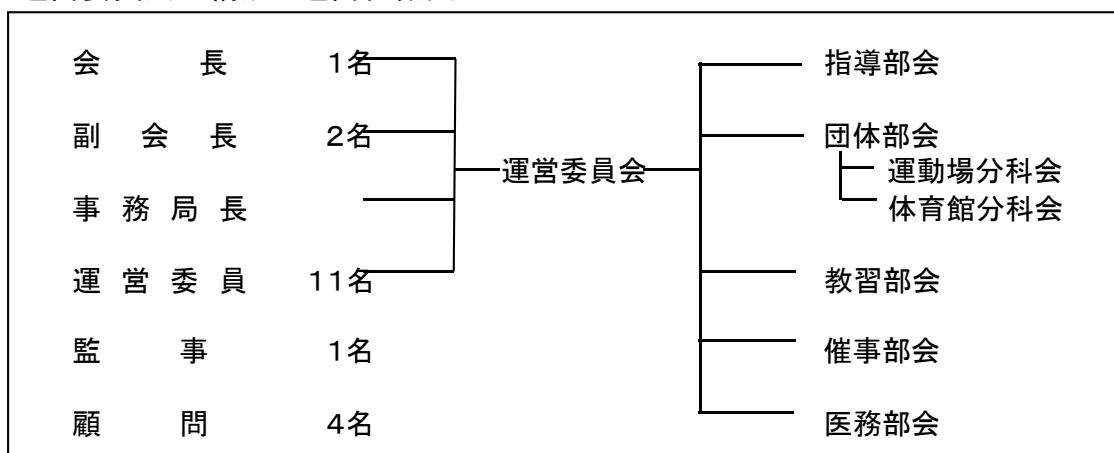 会長 1名
副会長 2名
事務局長
運営委員 11名
監事 1名
顧問 4名
運営委員会
指導部会
団体部会
運動場分科会
体育館分科会
教習部会
催事部会
医務部会